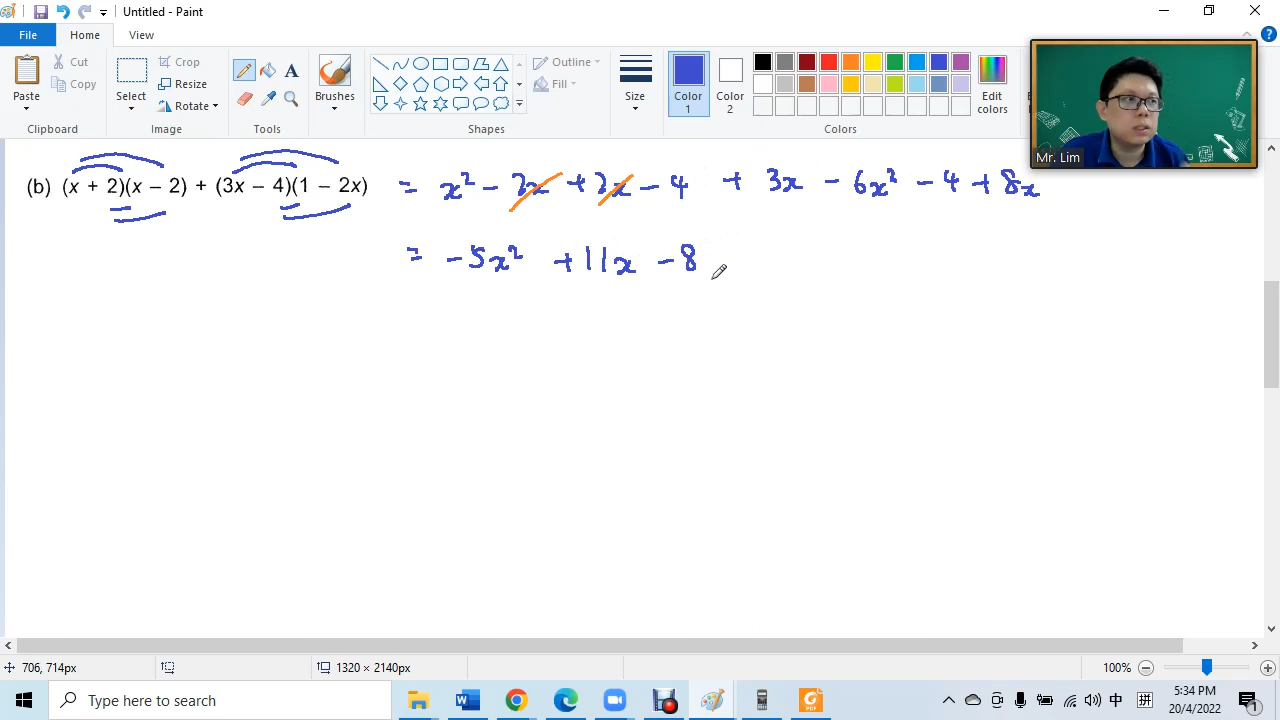 Untitled - Paint
File Home View
Paste Cut Copy
Select Crop Resize Rotate
A
Brushes
Outline Fill
Size
Color 1
Color 2
Edit colors
Clipboard Image Tools Shapes Colors
Mr. Lim
(b) (x + 2)(x − 2) + (3x − 4)(1 − 2x) = x² − 2x + 2x − 4 + 3x − 6x² − 4 + 8x
= −5x² + 11x − 8
706, 714px 1320 × 2140px 100%
Type here to search
中 拼 5:34 PM
20/4/2022 1